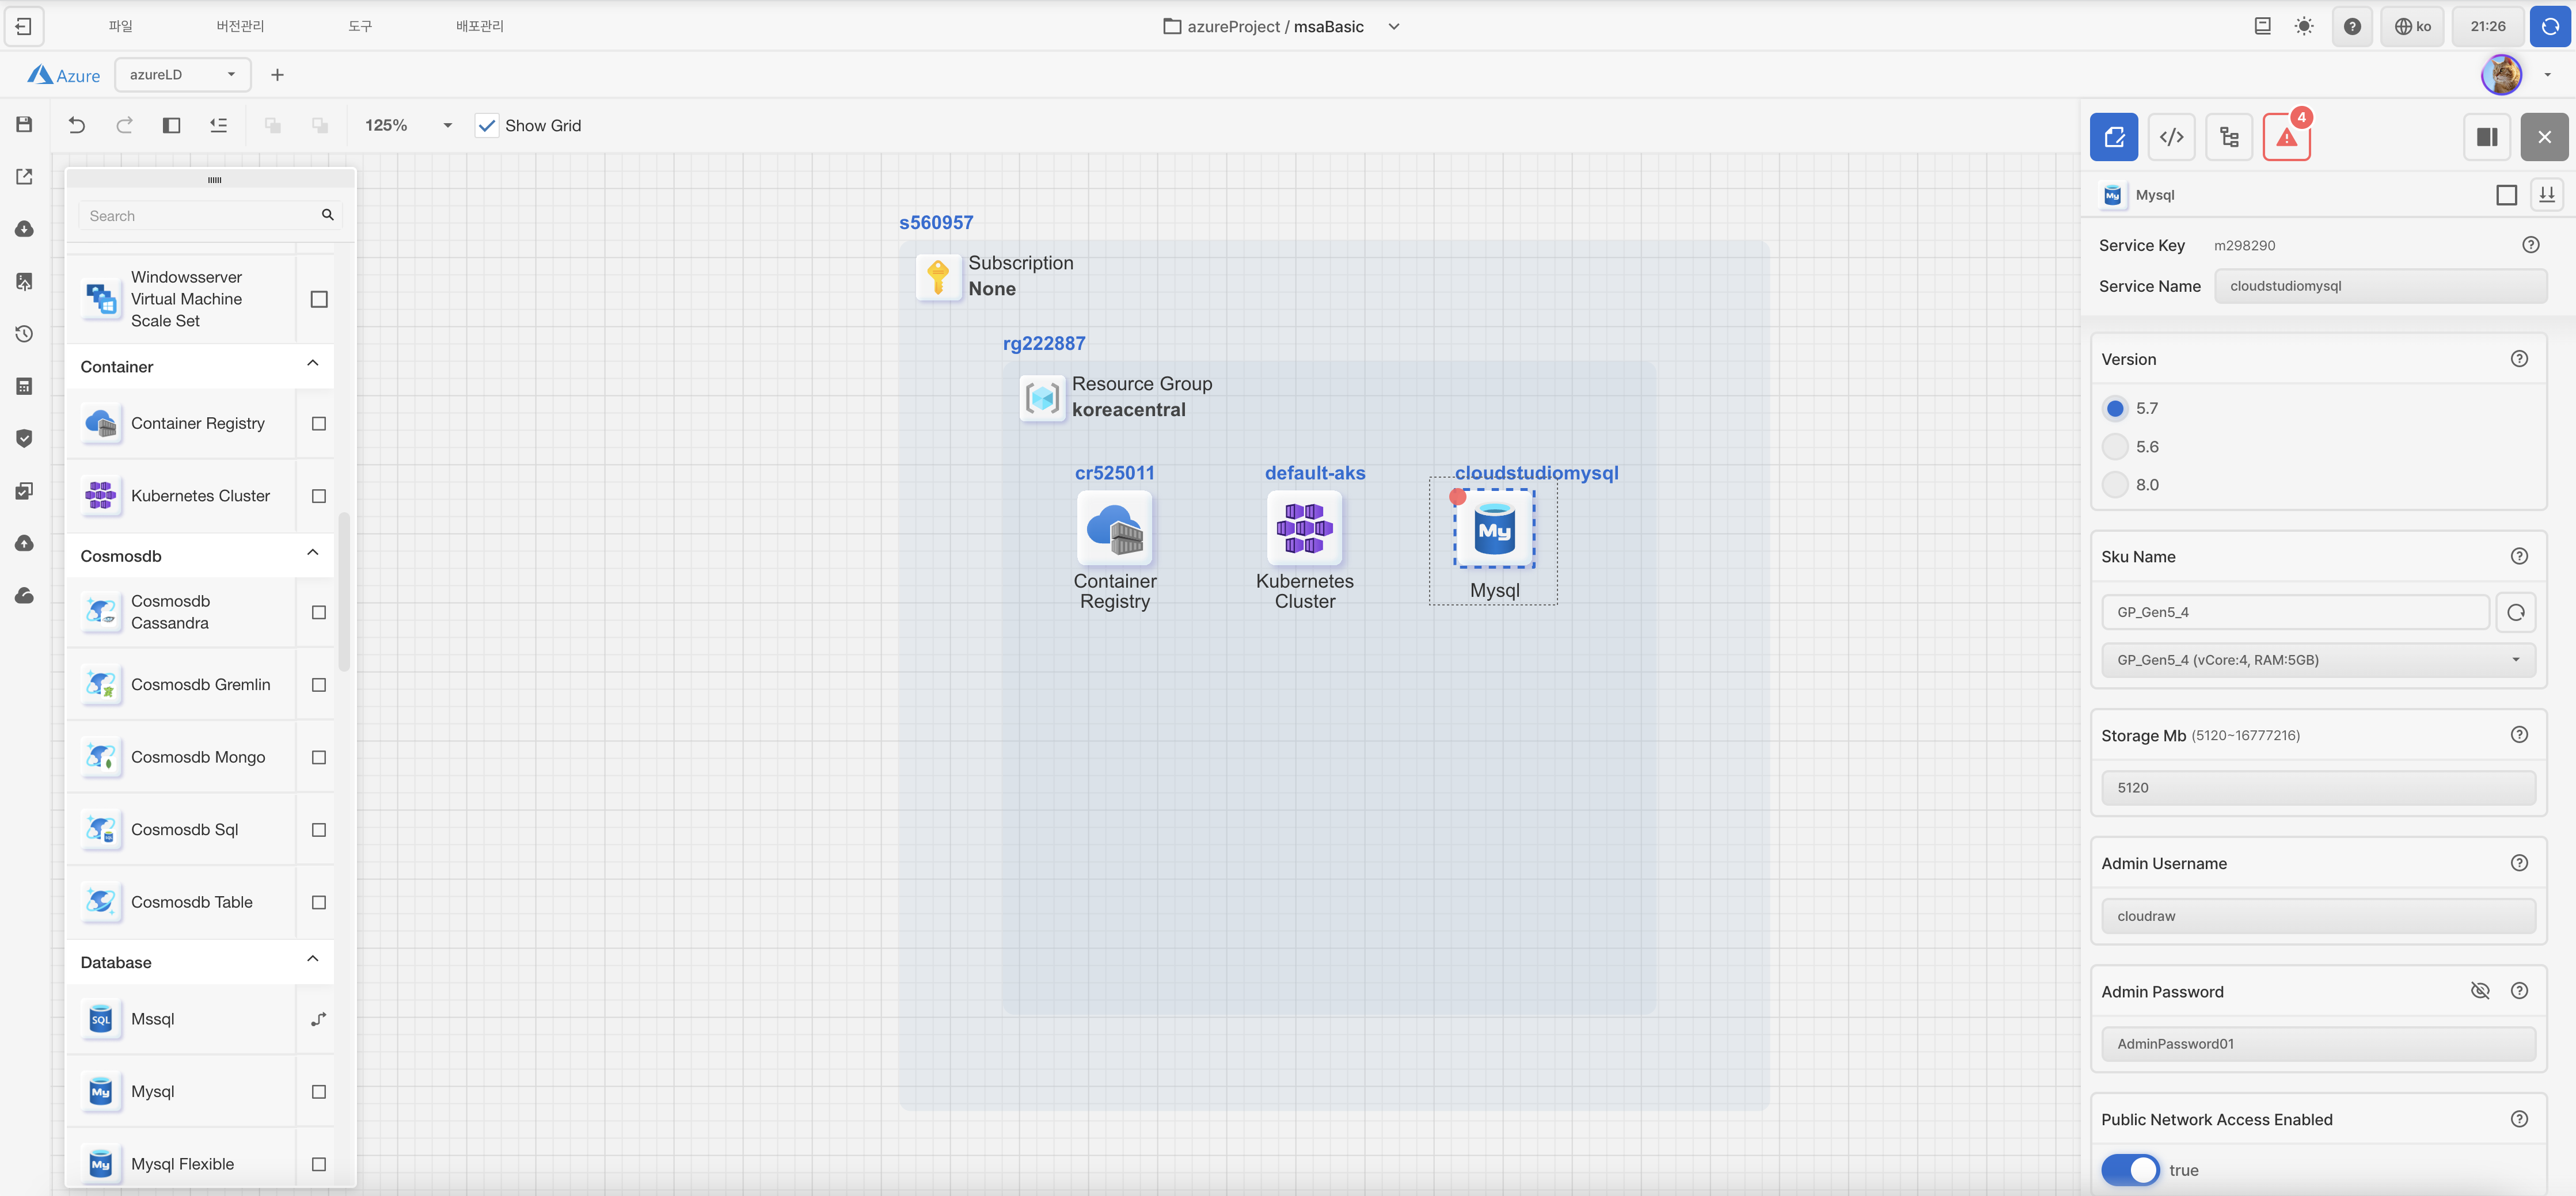 파일
버전관리
도구
배포관리
azureProject / msaBasic
ko
21:26
Azure
azureLD
125%
Show Grid
4
Search
Windowsserver
Virtual Machine
Scale Set
Container
Container Registry
Kubernetes Cluster
Cosmosdb
Cosmosdb
Cassandra
Cosmosdb Gremlin
Cosmosdb Mongo
Cosmosdb Sql
Cosmosdb Table
Database
SQL
Mssql
My
Mysql
My
Mysql Flexible
s560957
Subscription
None
rg222887
Resource Group
koreacentral
cr525011
default-aks
cloudstudiomysql
My
Container
Registry
Kubernetes
Cluster
Mysql
My
Mysql
Service Key m298290
Service Name cloudstudiomysql
Version
5.7
5.6
8.0
Sku Name
GP_Gen5_4
GP_Gen5_4 (vCore:4, RAM:5GB)
Storage Mb (5120~16777216)
5120
Admin Username
cloudraw
Admin Password
AdminPassword01
Public Network Access Enabled
true